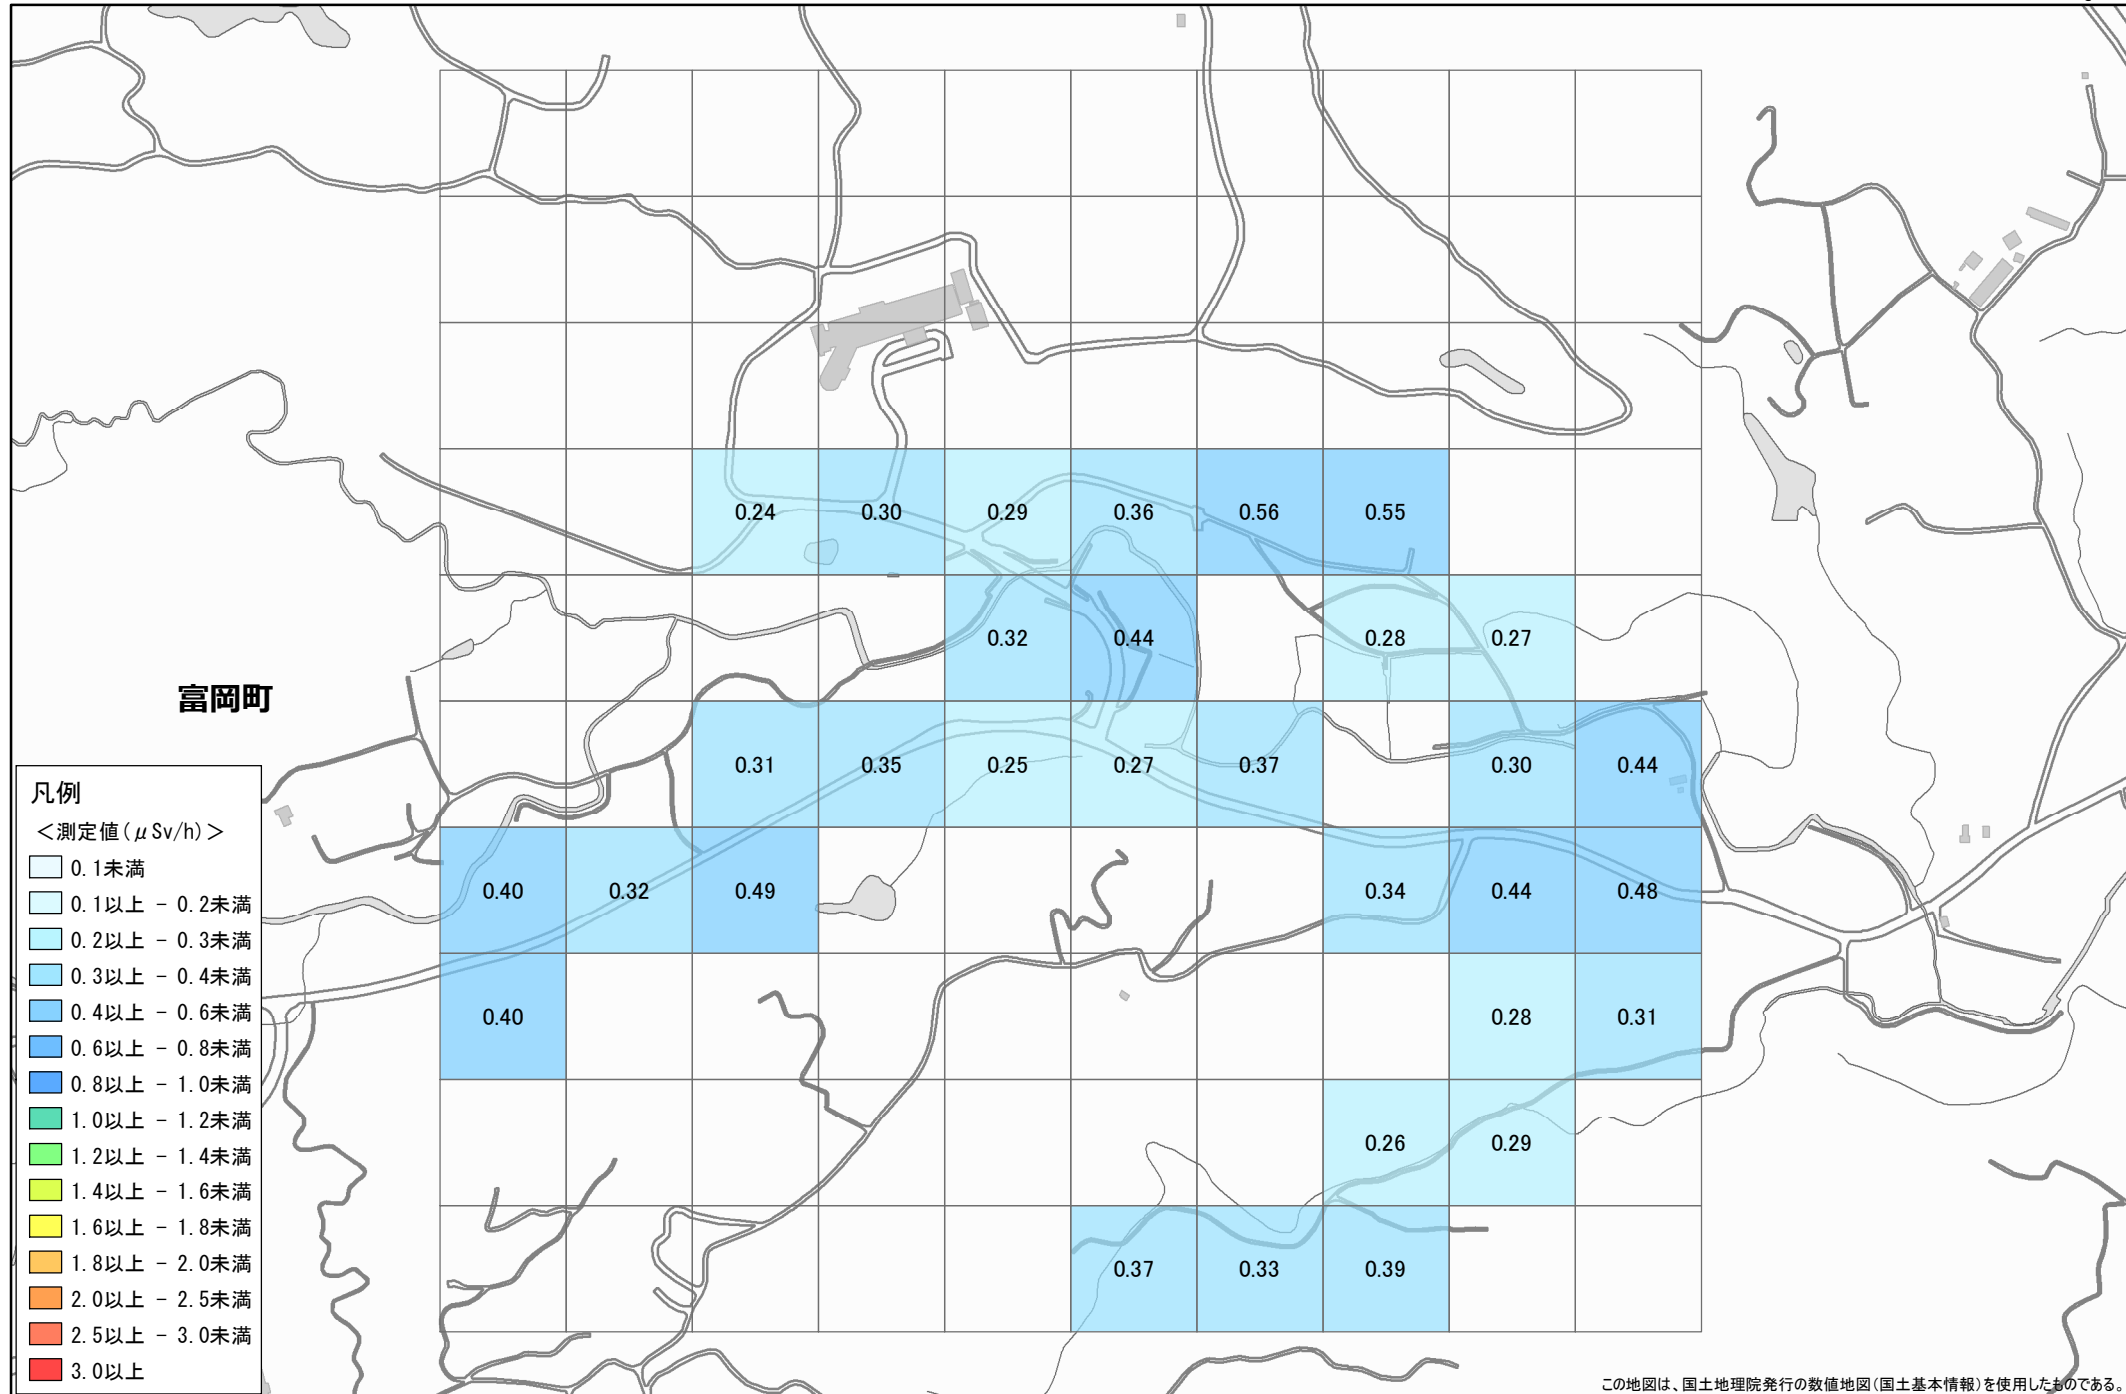 0.24 0.30 0.29 0.36 0.56 0.55
0.32 0.44 0.28 0.27
富岡町
0.31 0.35 0.25 0.27 0.37 0.30 0.44
0.40 0.32 0.49 0.34 0.44 0.48
0.40 0.28 0.31
0.26 0.29
0.37 0.33 0.39
凡例
＜測定値(μSv/h)＞
0.1未満
0.1以上 － 0.2未満
0.2以上 － 0.3未満
0.3以上 － 0.4未満
0.4以上 － 0.6未満
0.6以上 － 0.8未満
0.8以上 － 1.0未満
1.0以上 － 1.2未満
1.2以上 － 1.4未満
1.4以上 － 1.6未満
1.6以上 － 1.8未満
1.8以上 － 2.0未満
2.0以上 － 2.5未満
2.5以上 － 3.0未満
3.0以上
この地図は、国土地理院発行の数値地図(国土基本情報)を使用したものである。